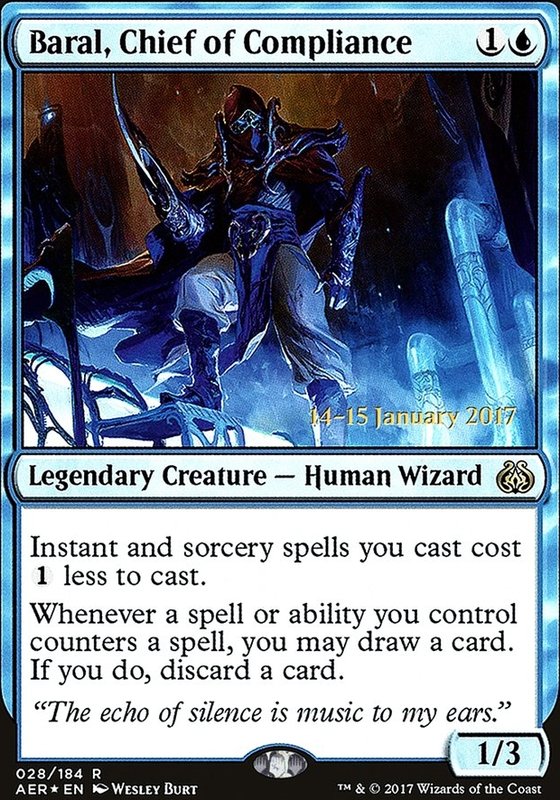 Baral, Chief of Compliance 1
14–15 January 2017
Legendary Creature — Human Wizard
Instant and sorcery spells you cast cost
1 less to cast.
Whenever a spell or ability you control
counters a spell, you may draw a card.
If you do, discard a card.
“The echo of silence is music to my ears.”
1/3
028/184 R
AER★EN Wesley Burt
™ & © 2017 Wizards of the Coast